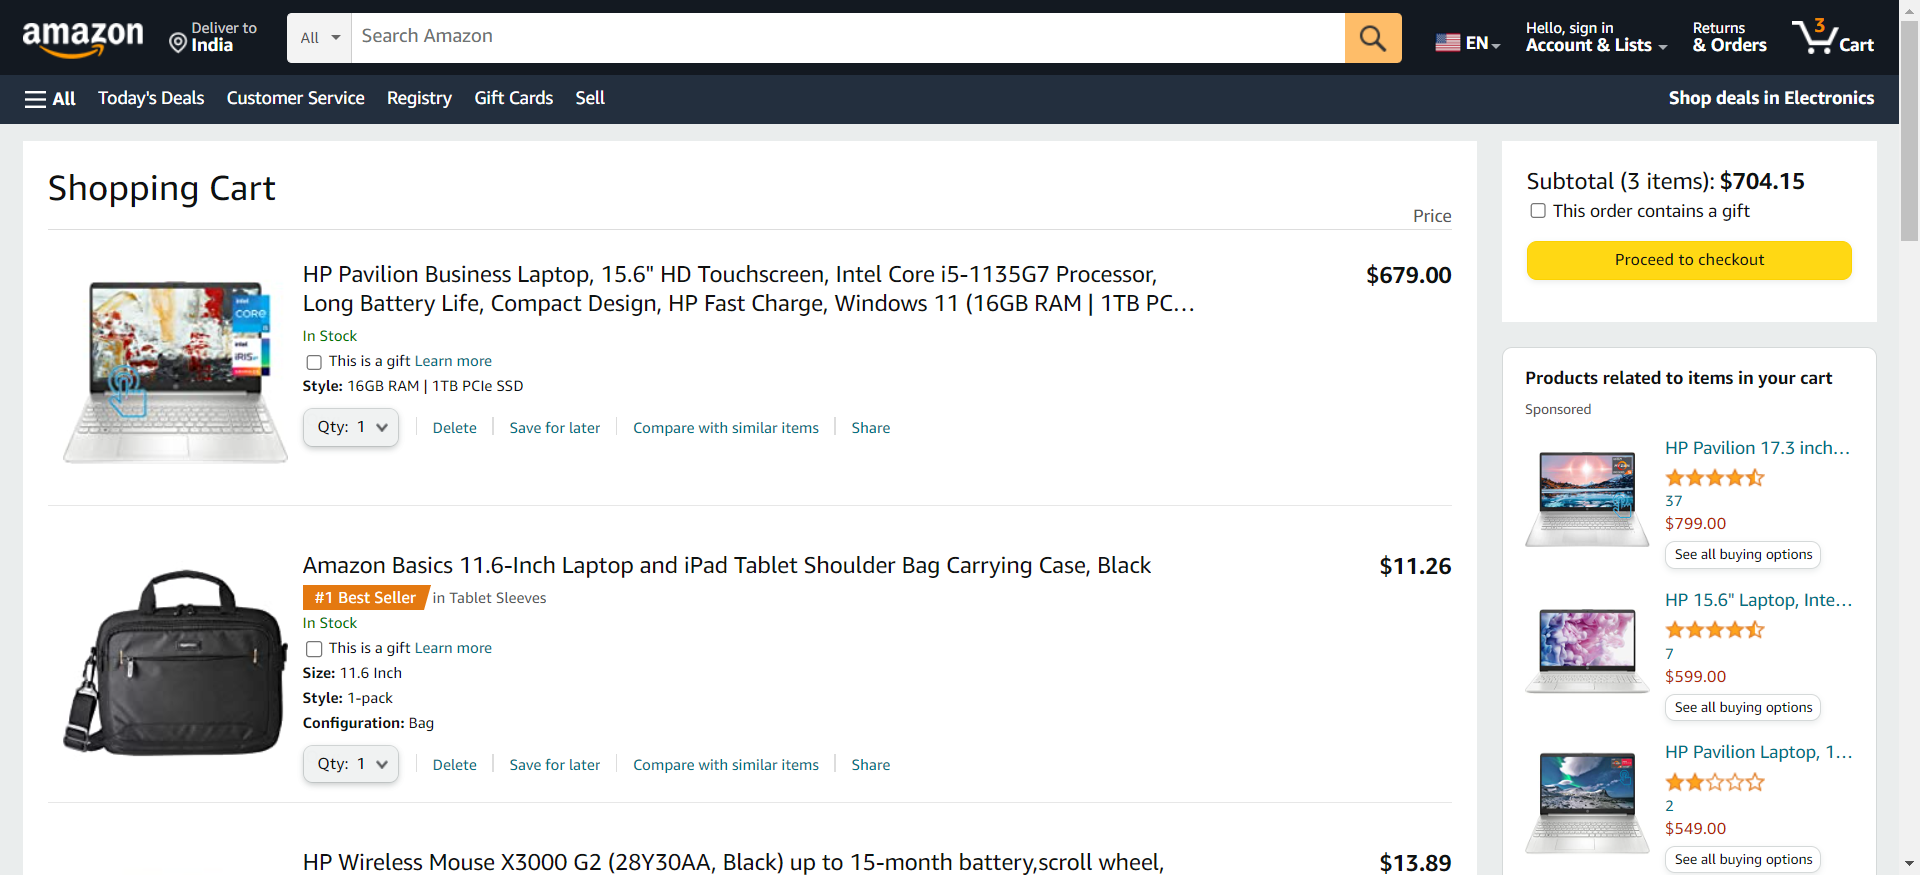 amazon
Deliver to
India
All
Search Amazon
EN
Hello, sign in
Account & Lists
Returns
& Orders
3
Cart
All
Today's Deals
Customer Service
Registry
Gift Cards
Sell
Shop deals in Electronics
Shopping Cart
Price
HP Pavilion Business Laptop, 15.6" HD Touchscreen, Intel Core i5-1135G7 Processor,
Long Battery Life, Compact Design, HP Fast Charge, Windows 11 (16GB RAM | 1TB PC...
$679.00
intel
CORE
i5
intel
iRIS
In Stock
This is a gift Learn more
Style: 16GB RAM | 1TB PCIe SSD
Qty: 1
Delete
Save for later
Compare with similar items
Share
Amazon Basics 11.6-Inch Laptop and iPad Tablet Shoulder Bag Carrying Case, Black
$11.26
#1 Best Seller in Tablet Sleeves
In Stock
This is a gift Learn more
Size: 11.6 Inch
Style: 1-pack
Configuration: Bag
Qty: 1
Delete
Save for later
Compare with similar items
Share
HP Wireless Mouse X3000 G2 (28Y30AA, Black) up to 15-month battery,scroll wheel,
$13.89
Subtotal (3 items): $704.15
This order contains a gift
Proceed to checkout
Products related to items in your cart
Sponsored
HP Pavilion 17.3 inch...
37
$799.00
See all buying options
HP 15.6" Laptop, Inte...
7
$599.00
See all buying options
HP Pavilion Laptop, 1...
2
$549.00
See all buying options